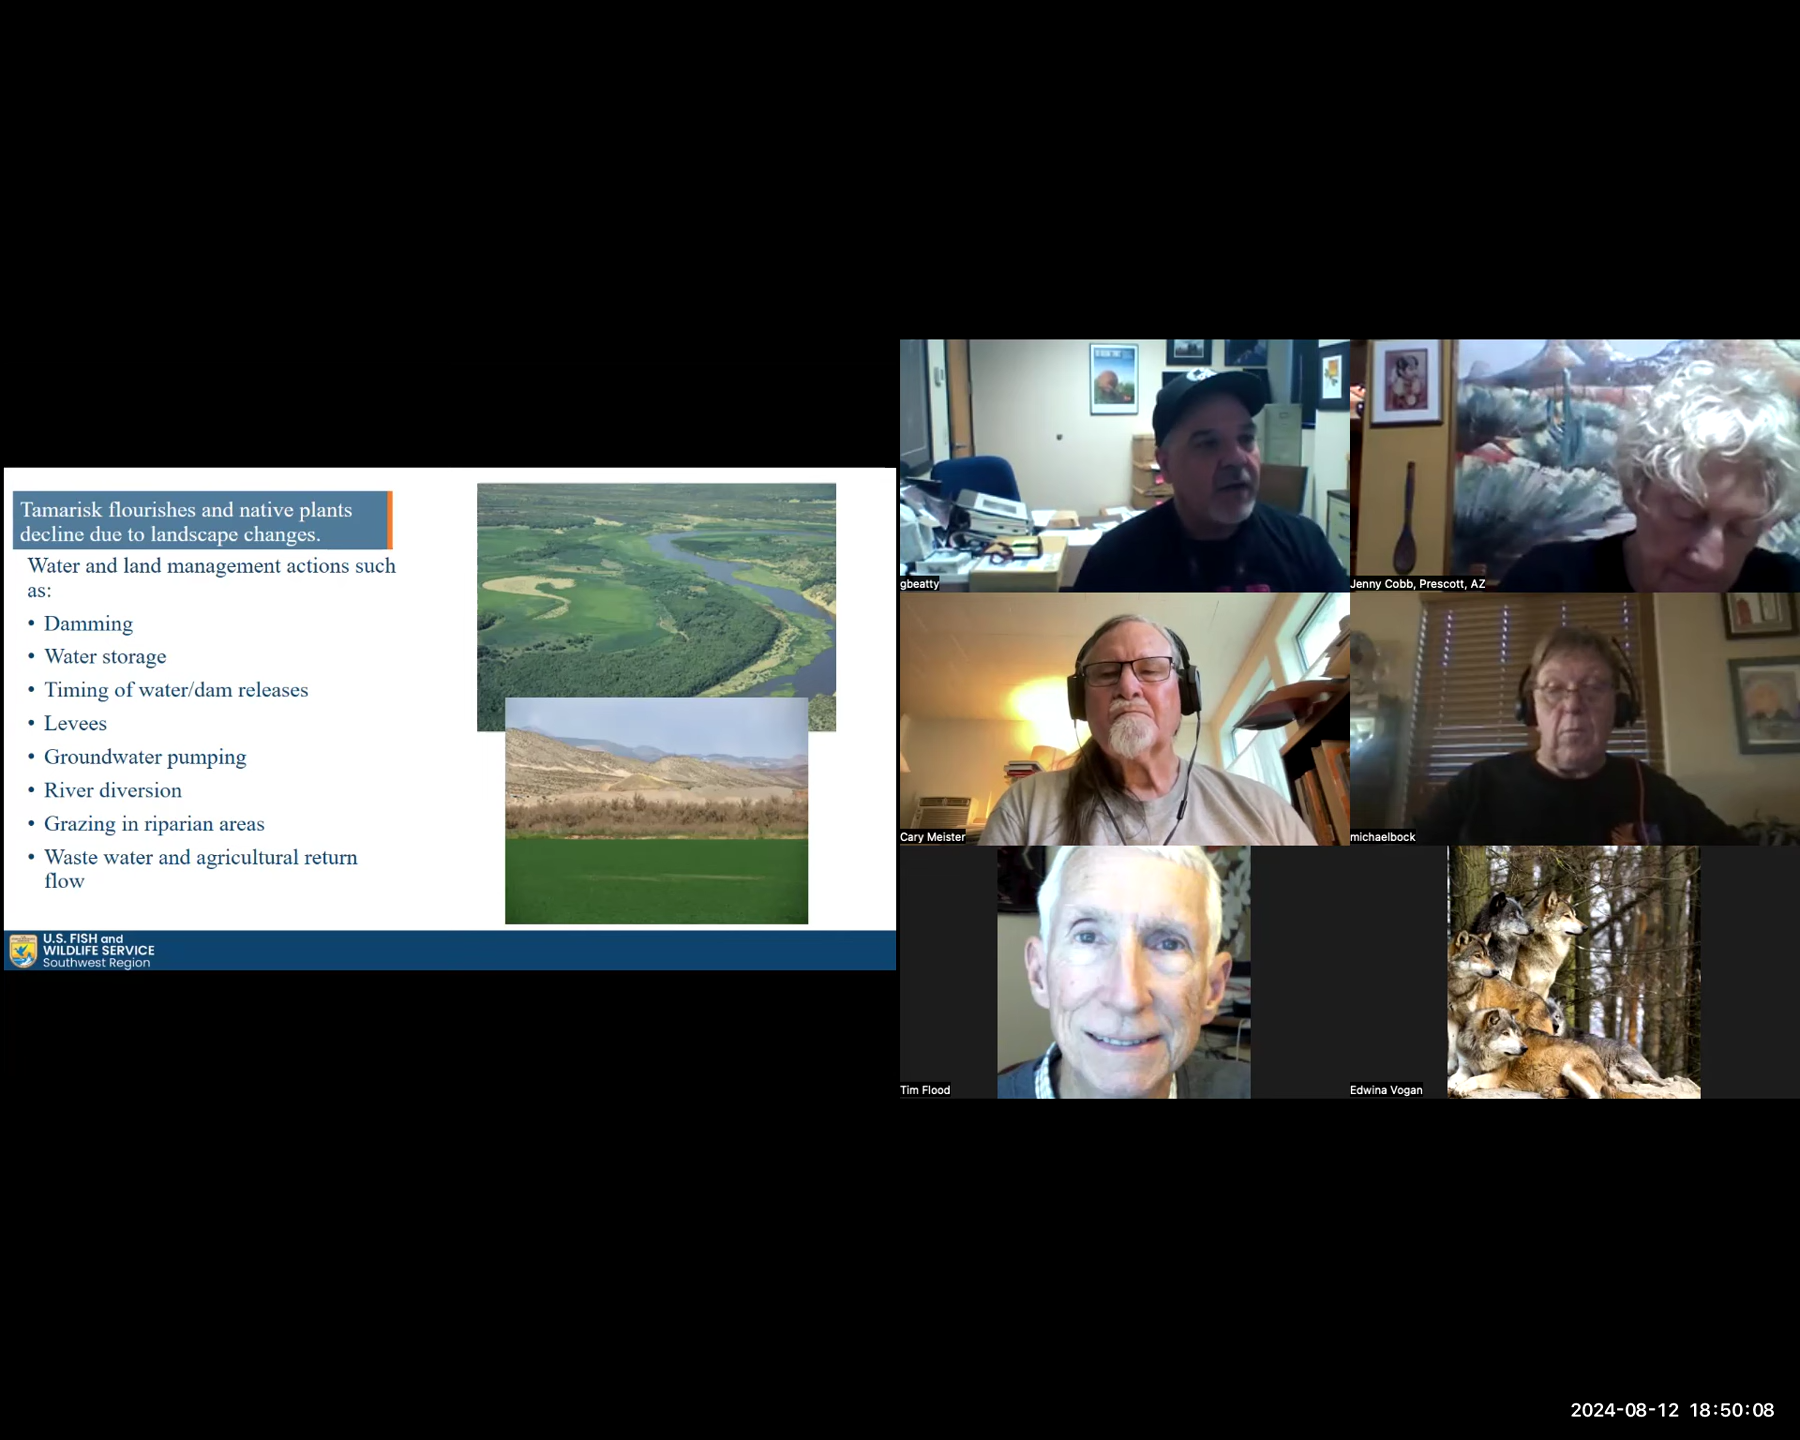 Tamarisk flourishes and native plants
decline due to landscape changes.
Water and land management actions such
as:
• Damming
• Water storage
• Timing of water/dam releases
• Levees
• Groundwater pumping
• River diversion
• Grazing in riparian areas
• Waste water and agricultural return
flow
U.S. FISH and
WILDLIFE SERVICE
Southwest Region
gbeatty
Jenny Cobb, Prescott, AZ
Cary Meister
michaelbock
Tim Flood
Edwina Vogan
2024-08-12 18:50:08